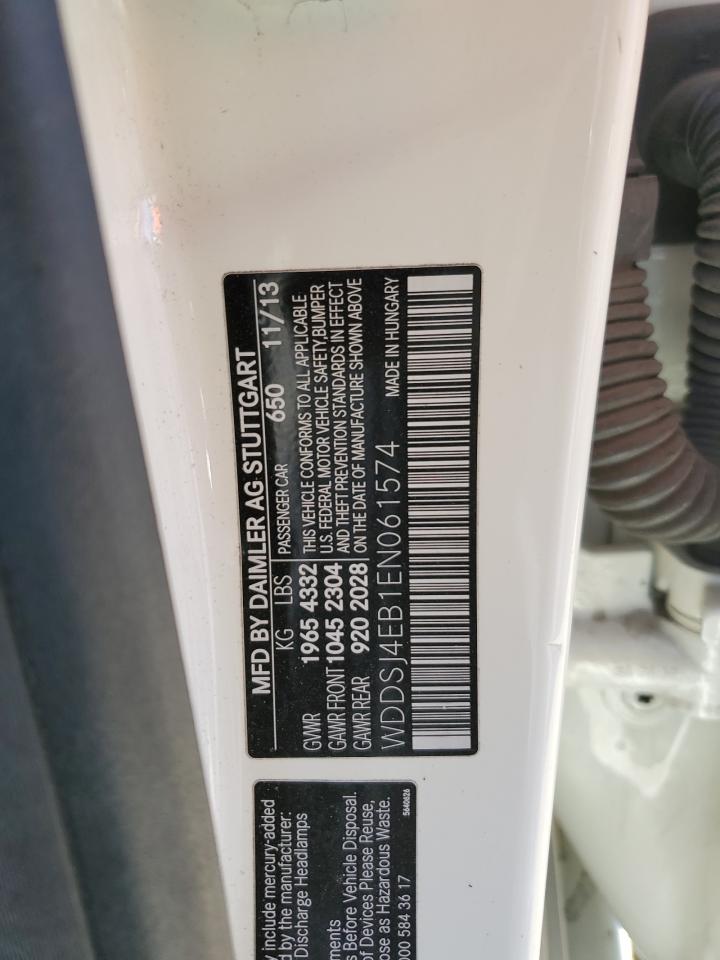 MFD BY DAIMLER AG STUTTGART
KG LBS PASSENGER CAR 650 11/13
GVWR 1965 4332 THIS VEHICLE CONFORMS TO ALL APPLICABLE
GAWR FRONT 1045 2304 U.S. FEDERAL MOTOR VEHICLE SAFETY,BUMPER
GAWR REAR 920 2028 AND THEFT PREVENTION STANDARDS IN EFFECT
ON THE DATE OF MANUFACTURE SHOWN ABOVE
WDDSJ4EB1EN061574 MADE IN HUNGARY
y include mercury-added
d by the manufacturer:
Discharge Headlamps
ments
s Before Vehicle Disposal.
of Devices Please Reuse,
ose as Hazardous Waste.
000 584 36 17
5640626